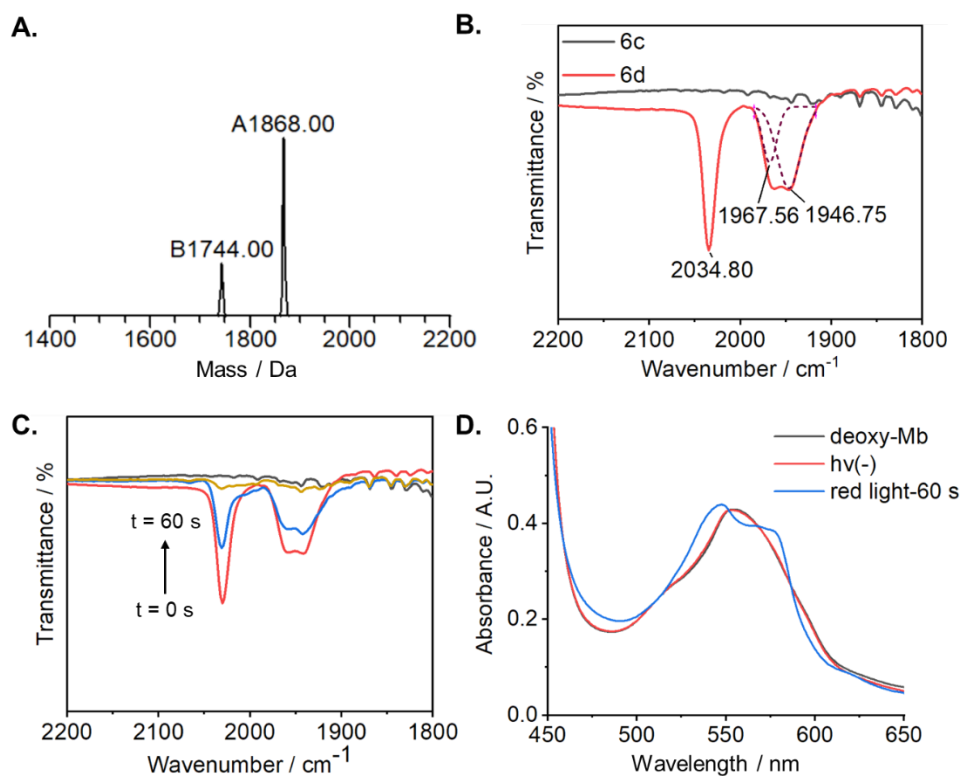 A.
A1868.00
B1744.00
1400 1600 1800 2000 2200
Mass / Da
B.
6c
6d
Transmittance / %
1967.56 1946.75
2034.80
2200 2100 2000 1900 1800
Wavenumber / cm⁻¹
C.
Transmittance / %
t = 60 s
t = 0 s
2200 2100 2000 1900 1800
Wavenumber / cm⁻¹
D.
0.6
0.4
0.2
0.0
Absorbance / A.U.
deoxy-Mb
hv(-)
red light-60 s
450 500 550 600 650
Wavelength / nm